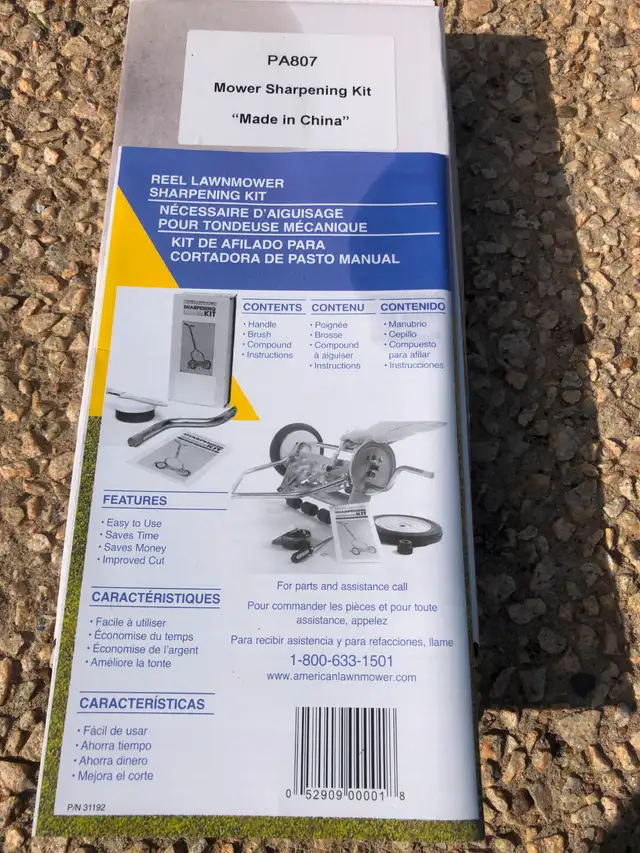 PA807
Mower Sharpening Kit
“Made in China”
REEL LAWNMOWER
SHARPENING KIT
NÉCESSAIRE D'AIGUISAGE
POUR TONDEUSE MÉCANIQUE
KIT DE AFILADO PARA
CORTADORA DE PASTO MANUAL
SHARPENING
KIT
CONTENTS
• Handle
• Brush
• Compound
• Instructions
CONTENU
• Poignée
• Brosse
• Compound
à aiguiser
• Instructions
CONTENIDO
• Manubrio
• Cepillo
• Compuesto
para afilar
• Instrucciones
SHARPENING
KIT
FEATURES
• Easy to Use
• Saves Time
• Saves Money
• Improved Cut
CARACTÉRISTIQUES
• Facile à utiliser
• Économise du temps
• Économise de l'argent
• Améliore la tonte
CARACTERÍSTICAS
• Fácil de usar
• Ahorra tiempo
• Ahorra dinero
• Mejora el corte
P/N 31192
For parts and assistance call
Pour commander les pièces et pour toute
assistance, appelez
Para recibir asistencia y para refacciones, llame
1-800-633-1501
www.americanlawnmower.com
0 52909 00001 8